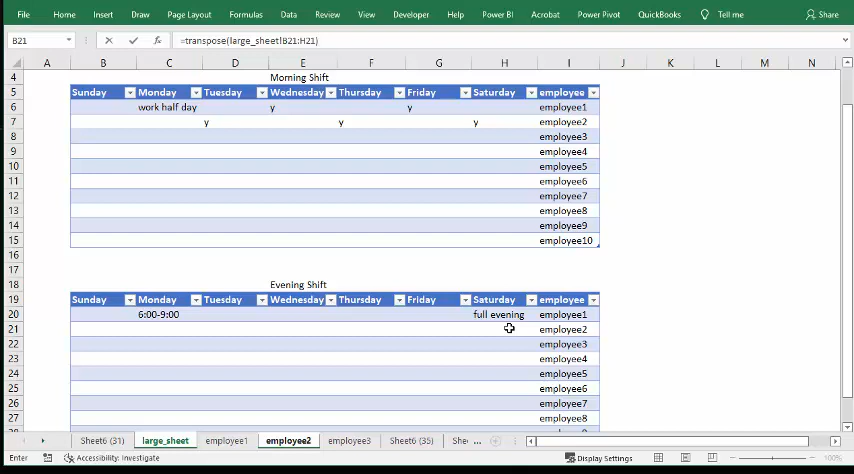 File Home Insert Draw Page Layout Formulas Data Review Developer Help Power BI Acrobat Power Pivot QuickBooks Tell me Share
B21 =transpose(large_sheet!B21:H21)
A B C D E F G H I J K L M N
4 Morning Shift
5 Sunday Monday Tuesday Wednesday Thursday Friday Saturday employee
6 work half day y y employee1
7 y y y employee2
8 employee3
9 employee4
10 employee5
11 employee6
12 employee7
13 employee8
14 employee9
15 employee10
16
17
18 Evening Shift
19 Sunday Monday Tuesday Wednesday Thursday Friday Saturday employee
20 6:00-9:00 full evening employee1
21 employee2
22 employee3
23 employee4
24 employee5
25 employee6
26 employee7
27 employee8
Sheet6 (31) large_sheet employee1 employee2 employee3 Sheet6 (35) She ...
Enter Accessibility: Investigate Display Settings 100%